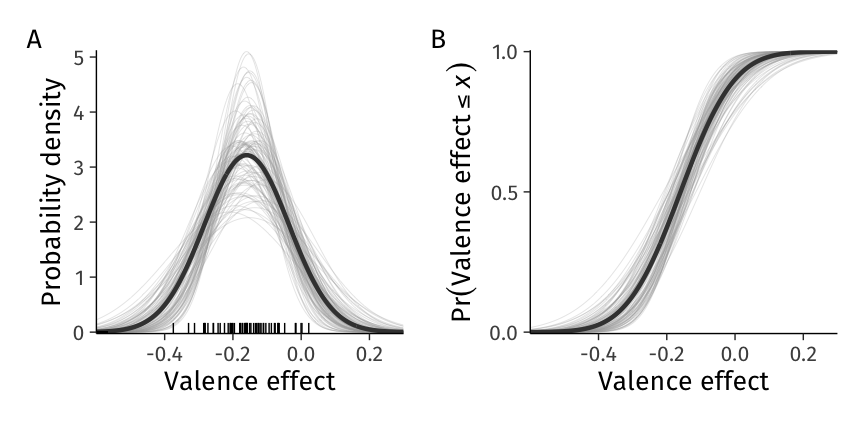 A
Probability density
5
4
3
2
1
0
-0.4 -0.2 0.0 0.2
Valence effect
B
Pr(Valence effect ≤ x)
1.0
0.5
0.0
-0.4 -0.2 0.0 0.2
Valence effect